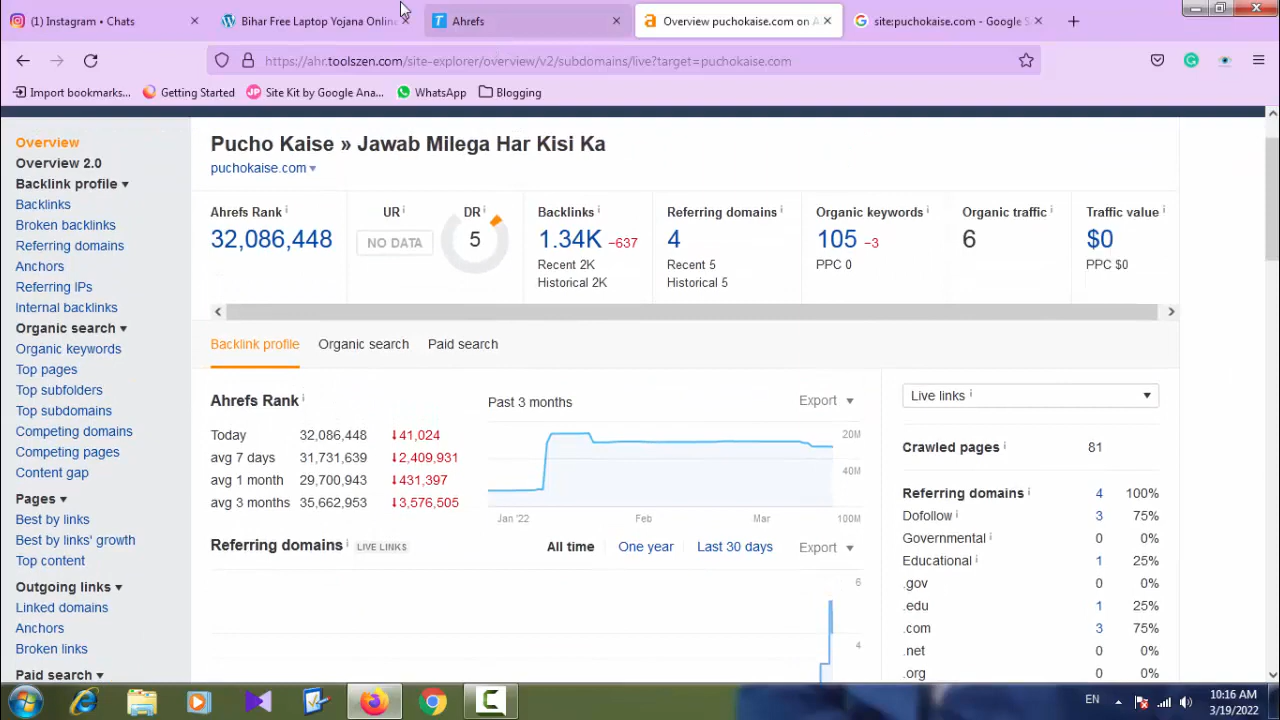 (1) Instagram • Chats
Bihar Free Laptop Yojana Online
Ahrefs
Overview puchokaise.com on A
site:puchokaise.com - Google S
https://ahr.toolszen.com/site-explorer/overview/v2/subdomains/live?target=puchokaise.com
Import bookmarks...
Getting Started
Site Kit by Google Ana...
WhatsApp
Blogging
Overview
Overview 2.0
Backlink profile
Backlinks
Broken backlinks
Referring domains
Anchors
Referring IPs
Internal backlinks
Organic search
Organic keywords
Top pages
Top subfolders
Top subdomains
Competing domains
Competing pages
Content gap
Pages
Best by links
Best by links' growth
Top content
Outgoing links
Linked domains
Anchors
Broken links
Paid search
Pucho Kaise » Jawab Milega Har Kisi Ka
puchokaise.com
Ahrefs Rank
32,086,448
UR
NO DATA
DR
5
Backlinks
1.34K −637
Recent 2K
Historical 2K
Referring domains
4
Recent 5
Historical 5
Organic keywords
105 −3
PPC 0
Organic traffic
6
Traffic value
$0
PPC $0
Backlink profile Organic search Paid search
Ahrefs Rank
Past 3 months
Export
Today 32,086,448 ↓41,024
avg 7 days 31,731,639 ↓2,409,931
avg 1 month 29,700,943 ↓431,397
avg 3 months 35,662,953 ↓3,576,505
20M
40M
100M
Jan '22 Feb Mar
Referring domains LIVE LINKS
All time One year Last 30 days Export
6
4
Live links
Crawled pages 81
Referring domains 4 100%
Dofollow 3 75%
Governmental 0 0%
Educational 1 25%
.gov 0 0%
.edu 1 25%
.com 3 75%
.net 0 0%
.org 0 0%
EN
10:16 AM
3/19/2022